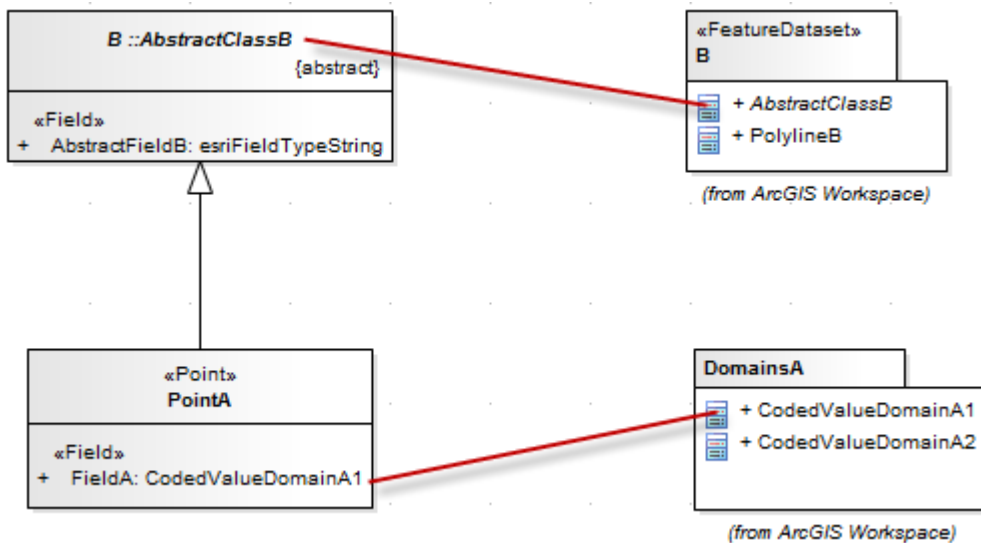 B ::AbstractClassB
{abstract}
«Field»
+ AbstractFieldB: esriFieldTypeString
«FeatureDataset»
B
+ AbstractClassB
+ PolylineB
(from ArcGIS Workspace)
«Point»
PointA
«Field»
+ FieldA: CodedValueDomainA1
DomainsA
+ CodedValueDomainA1
+ CodedValueDomainA2
(from ArcGIS Workspace)